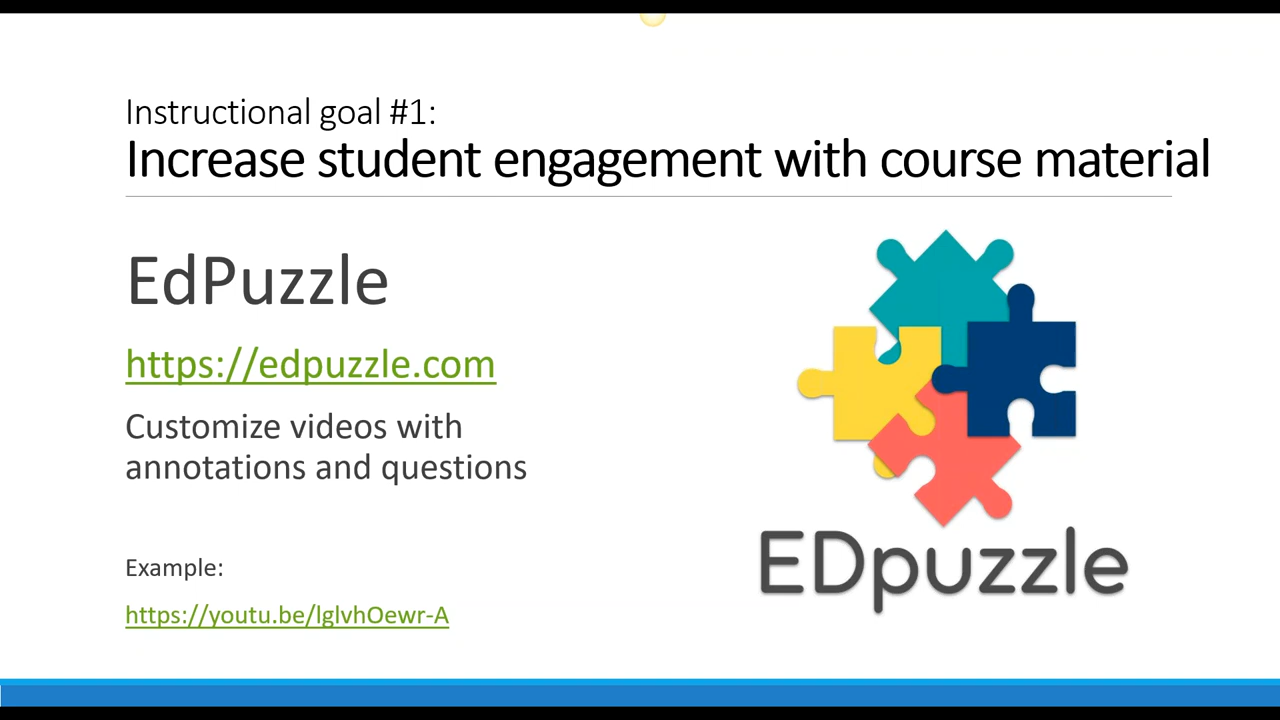 Instructional goal #1:
Increase student engagement with course material
EdPuzzle
https://edpuzzle.com
Customize videos with
annotations and questions
Example:
https://youtu.be/lglvhOewr-A
EDpuzzle